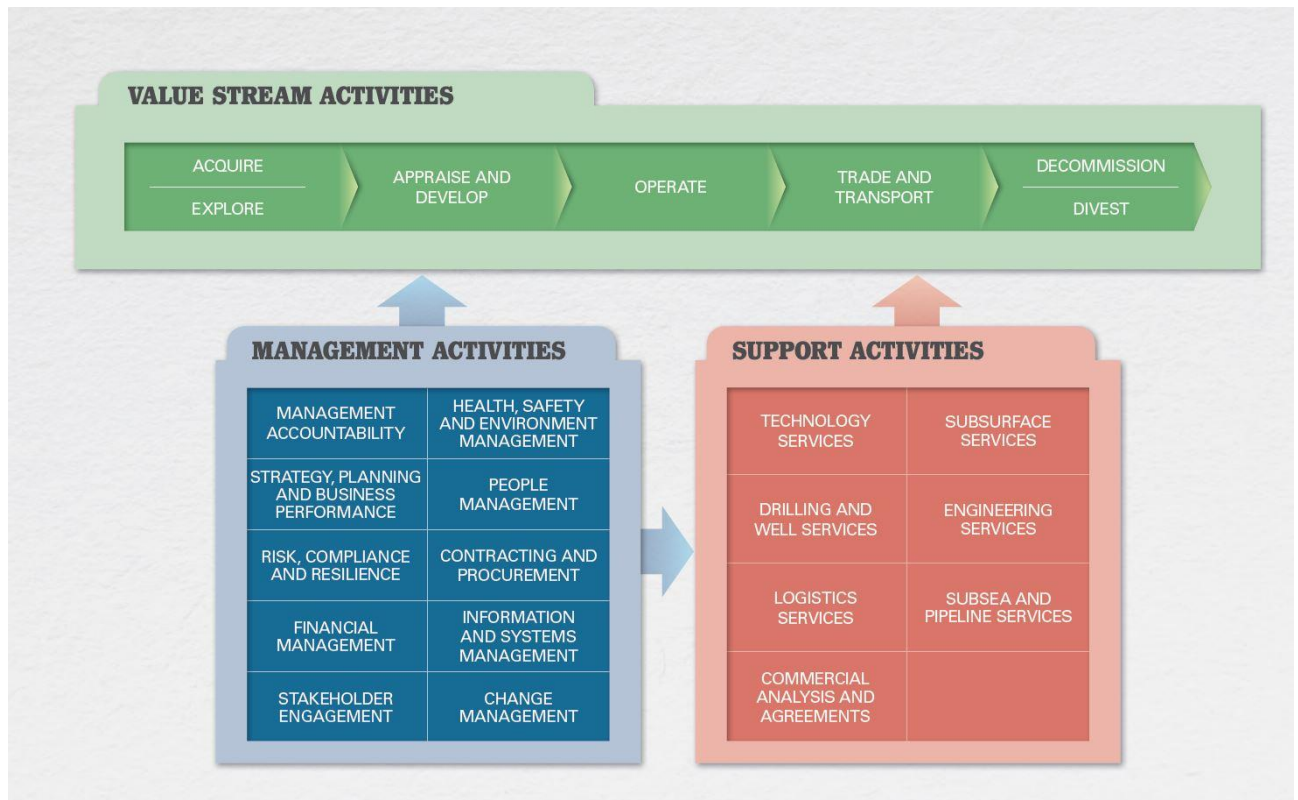 VALUE STREAM ACTIVITIES
ACQUIRE
EXPLORE
APPRAISE AND
DEVELOP
OPERATE
TRADE AND
TRANSPORT
DECOMMISSION
DIVEST
MANAGEMENT ACTIVITIES
MANAGEMENT
ACCOUNTABILITY
HEALTH, SAFETY
AND ENVIRONMENT
MANAGEMENT
STRATEGY, PLANNING
AND BUSINESS
PERFORMANCE
PEOPLE
MANAGEMENT
RISK, COMPLIANCE
AND RESILIENCE
CONTRACTING AND
PROCUREMENT
FINANCIAL
MANAGEMENT
INFORMATION
AND SYSTEMS
MANAGEMENT
STAKEHOLDER
ENGAGEMENT
CHANGE
MANAGEMENT
SUPPORT ACTIVITIES
TECHNOLOGY
SERVICES
SUBSURFACE
SERVICES
DRILLING AND
WELL SERVICES
ENGINEERING
SERVICES
LOGISTICS
SERVICES
SUBSEA AND
PIPELINE SERVICES
COMMERCIAL
ANALYSIS AND
AGREEMENTS